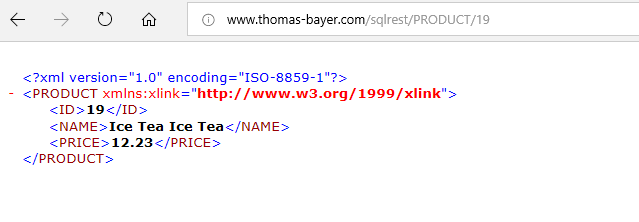 www.thomas-bayer.com/sqlrest/PRODUCT/19
<?xml version="1.0" encoding="ISO-8859-1"?>
- <PRODUCT xmlns:xlink="http://www.w3.org/1999/xlink">
<ID>19</ID>
<NAME>Ice Tea Ice Tea</NAME>
<PRICE>12.23</PRICE>
</PRODUCT>